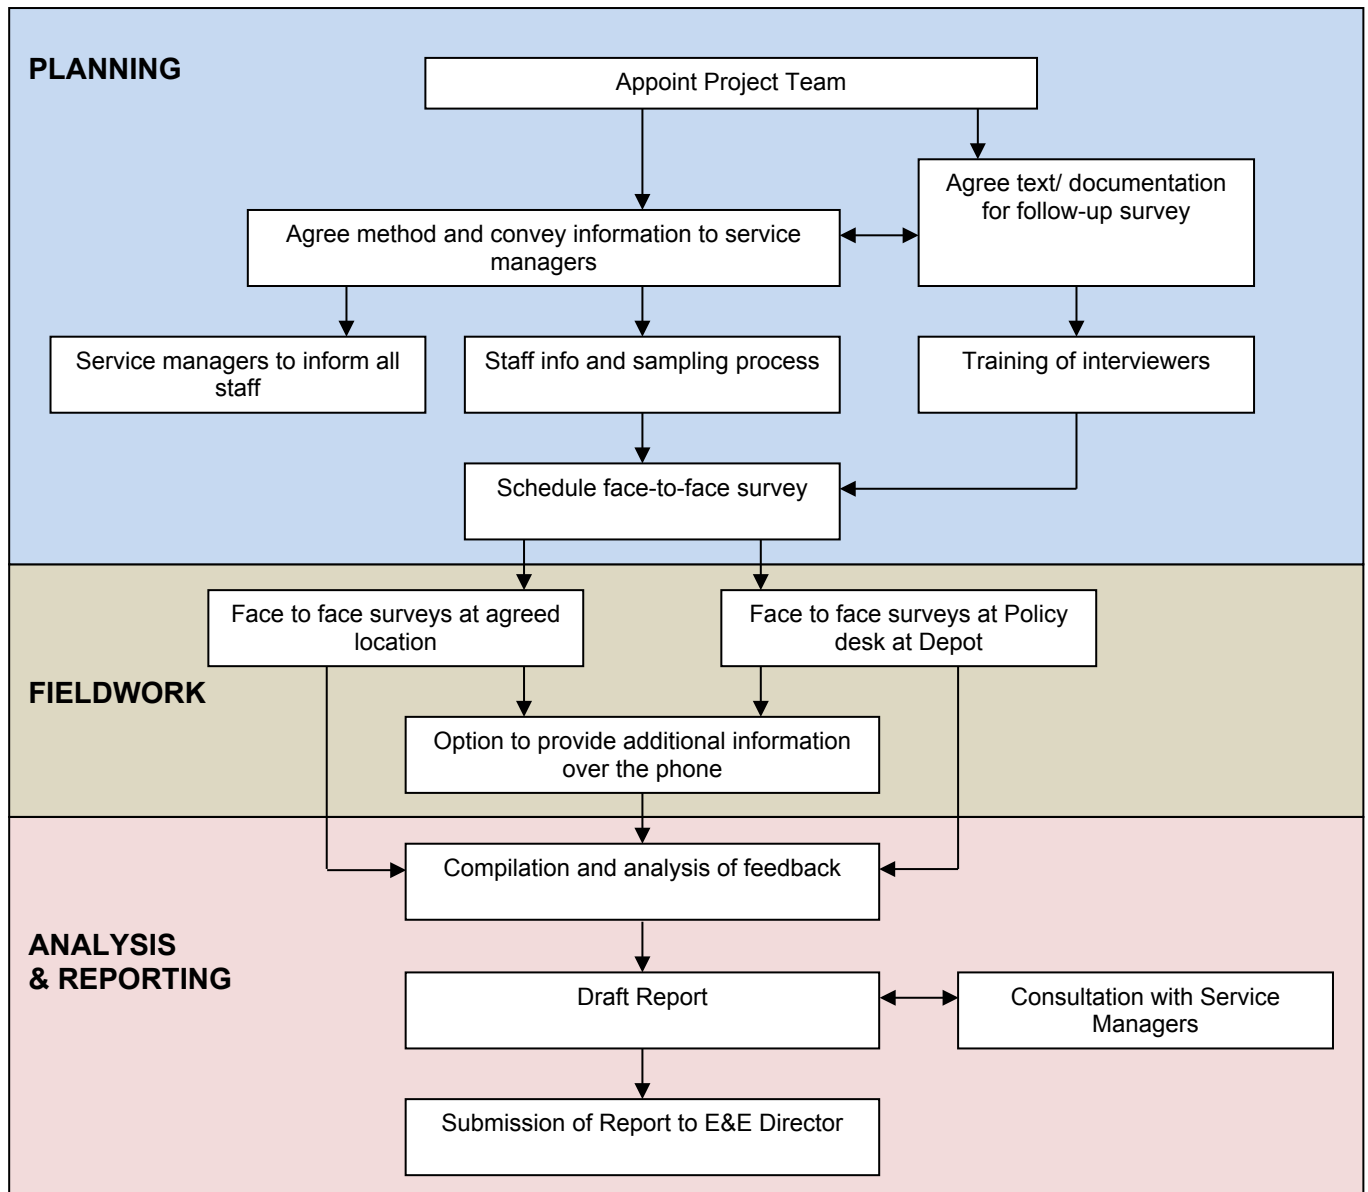 PLANNING
Appoint Project Team
Agree text/ documentation
for follow-up survey
Agree method and convey information to service
managers
Service managers to inform all
staff
Staff info and sampling process
Training of interviewers
Schedule face-to-face survey
Face to face surveys at agreed
location
Face to face surveys at Policy
desk at Depot
FIELDWORK
Option to provide additional information
over the phone
Compilation and analysis of feedback
ANALYSIS
& REPORTING
Draft Report
Consultation with Service
Managers
Submission of Report to E&E Director